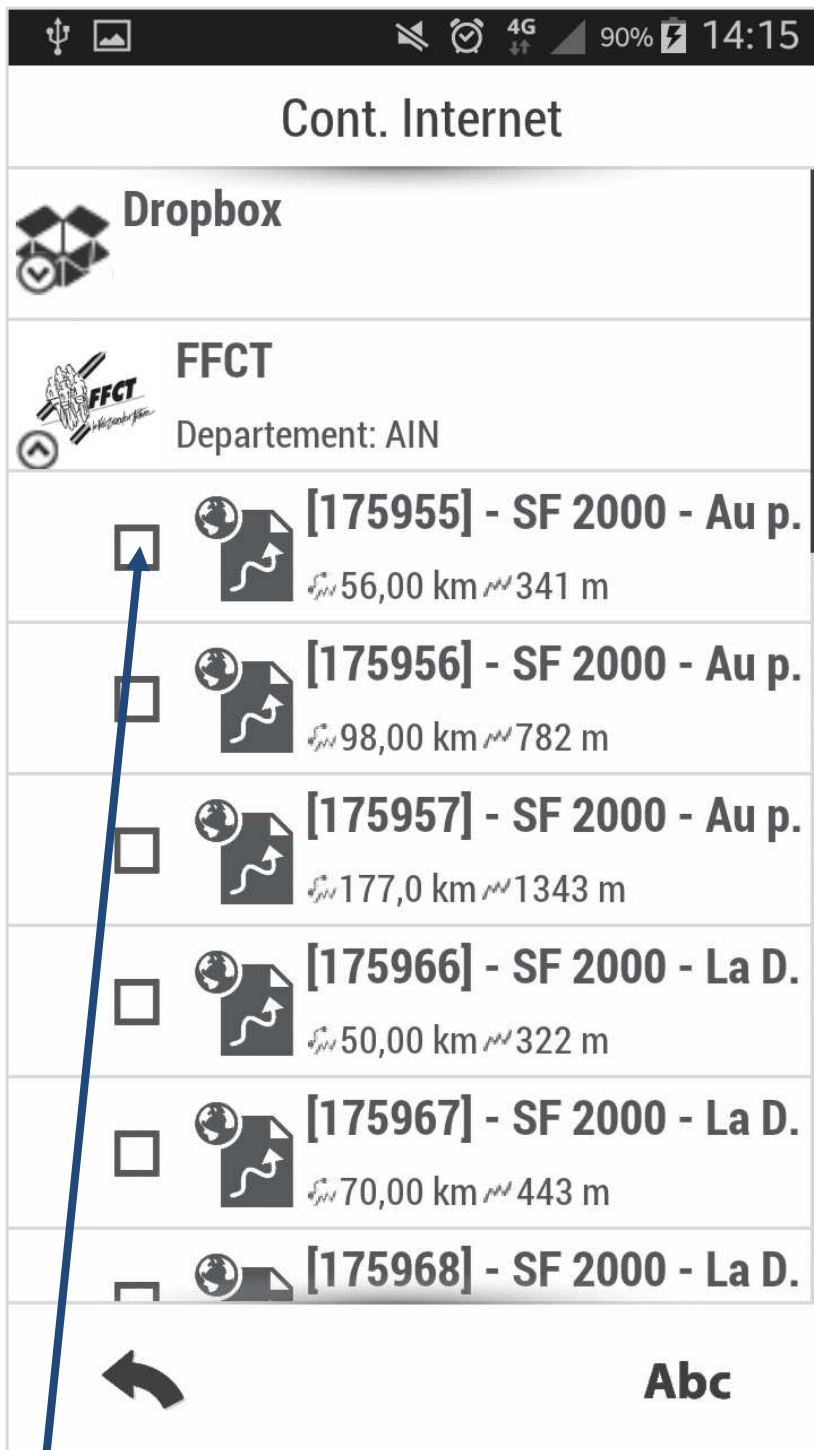 4G 90% 14:15
Cont. Internet
Dropbox
FFCT
FFCT
Departement: AIN
[175955] - SF 2000 - Au p.
56,00 km 341 m
[175956] - SF 2000 - Au p.
98,00 km 782 m
[175957] - SF 2000 - Au p.
177,0 km 1343 m
[175966] - SF 2000 - La D.
50,00 km 322 m
[175967] - SF 2000 - La D.
70,00 km 443 m
[175968] - SF 2000 - La D.
Abc